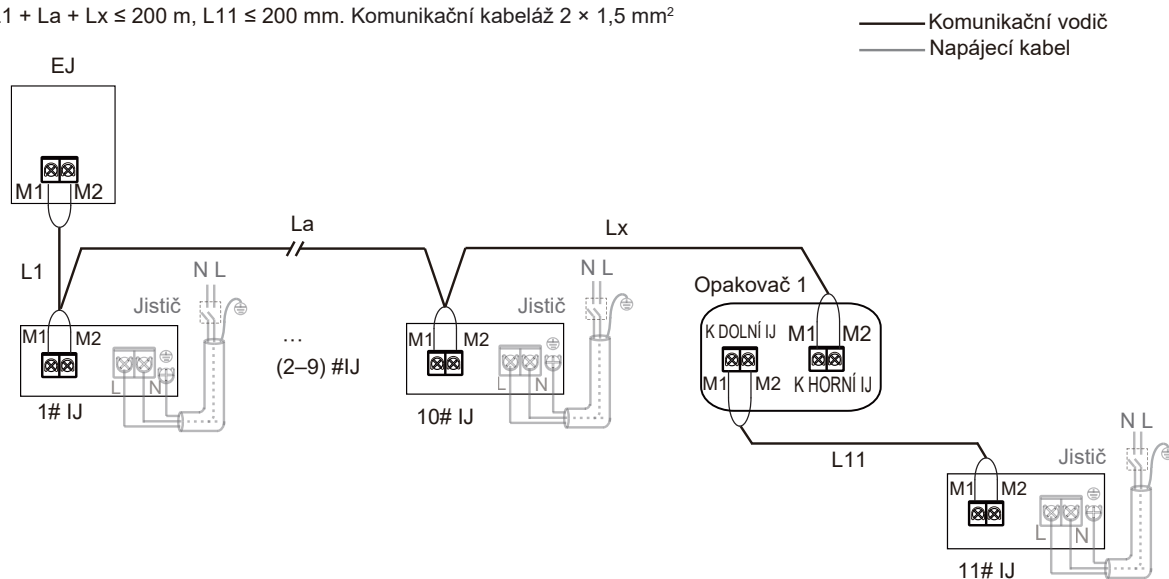 1 + La + Lx ≤ 200 m, L11 ≤ 200 mm. Komunikační kabeláž 2 × 1,5 mm²
Komunikační vodič
Napájecí kabel
EJ
M1 M2
La
Lx
L1
N L
Jistič
M1 M2
L N
1# IJ
...
(2–9) #IJ
N L
Jistič
M1 M2
L N
10# IJ
Opakovač 1
K DOLNÍ IJ
M1 M2
M1 M2
K HORNÍ IJ
L11
N L
Jistič
M1 M2
L N
11# IJ